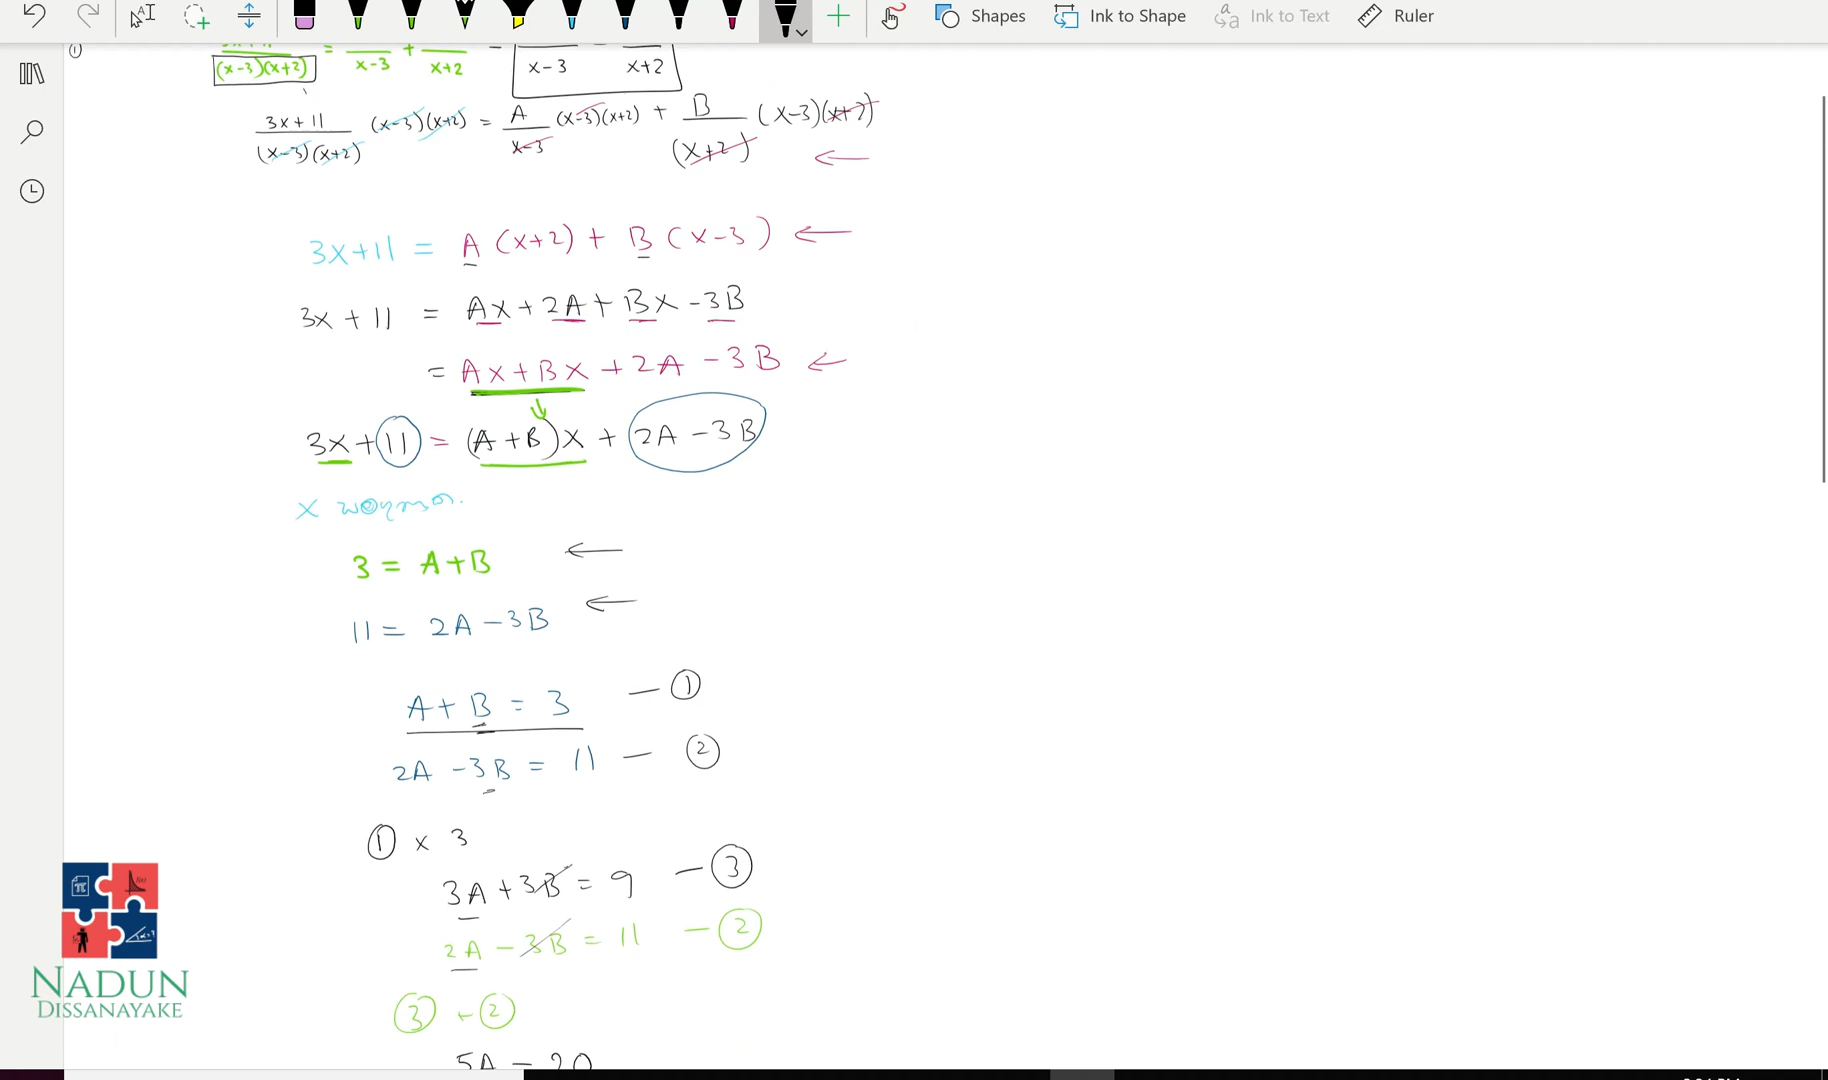 Shapes Ink to Shape Ink to Text Ruler
①
(x-3)(x+2) = x-3 + x+2 = x-3 x+2
3x+11 / (x-3)(x+2) (x-3)(x+2) = A / x-3 (x-3)(x+2) + B / (x+2) (x-3)(x+2) ←
3x+11 = A (x+2) + B (x-3) ←
3x + 11 = Ax + 2A + Bx - 3B
= Ax + Bx + 2A - 3B ←
↓
3x + 11 = (A + B)x + 2A - 3B
x
3 = A+B ←
11 = 2A - 3B ←
A + B = 3 — ①
2A - 3B = 11 — ②
① x 3
3A + 3B = 9 — ③
2A - 3B = 11 — ②
③ + ②
5A = 20
NADUN
DISSANAYAKE